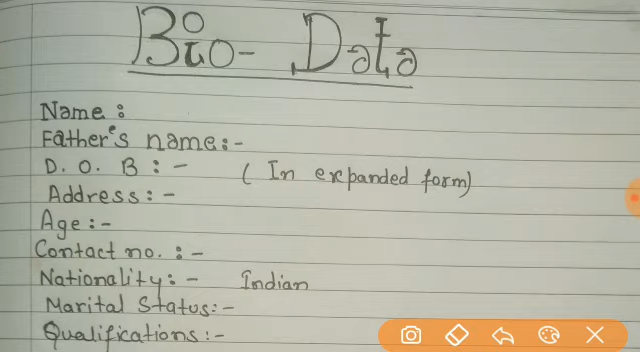 Bio- Data
Name :
Father's name:-
D. O. B : - ( In expanded form)
Address : -
Age : -
Contact no. : -
Nationality : - Indian
Marital Status:-
Qualifications :-